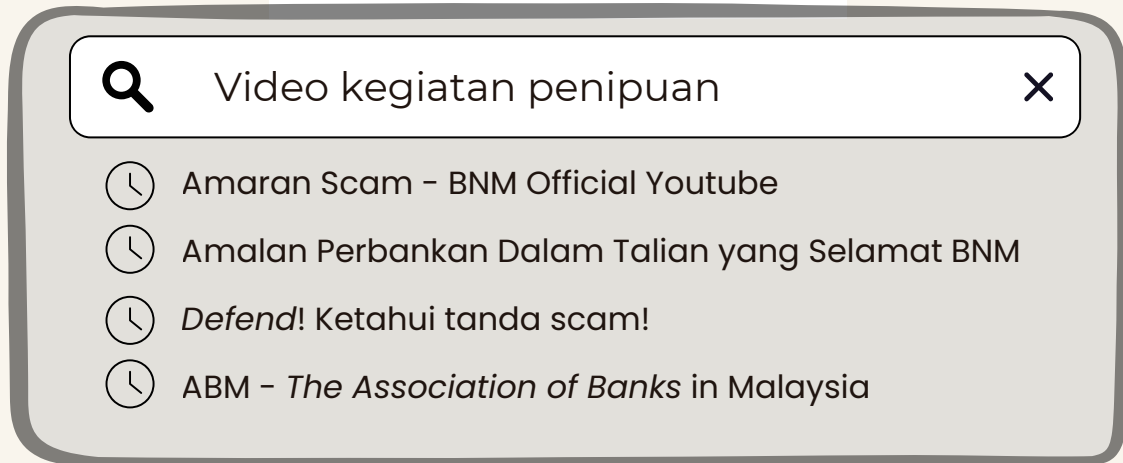 Video kegiatan penipuan
Amaran Scam - BNM Official Youtube
Amalan Perbankan Dalam Talian yang Selamat BNM
Defend! Ketahui tanda scam!
ABM - The Association of Banks in Malaysia